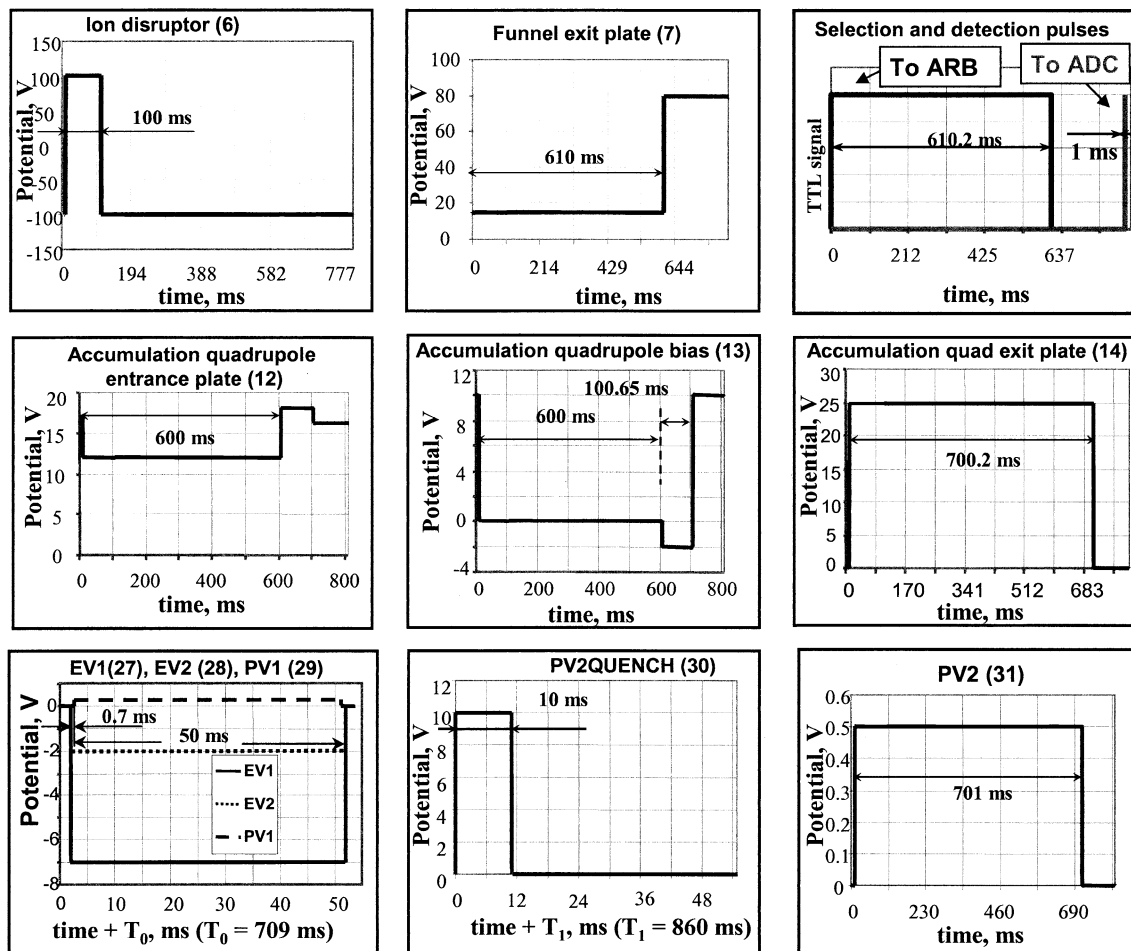 Ion disruptor (6)
150
100
50
0
-50
-100
-150
Potential, V
100 ms
0 194 388 582 777
time, ms
Funnel exit plate (7)
100
80
60
40
20
0
Potential, V
610 ms
0 214 429 644
time, ms
Selection and detection pulses
To ARB
To ADC
TTL signal
610.2 ms
1 ms
0 212 425 637
time, ms
Accumulation quadrupole
entrance plate (12)
20
15
10
5
0
Potential, V
600 ms
0 200 400 600 800
time, ms
Accumulation quadrupole bias (13)
12
8
4
0
-4
Potential, V
100.65 ms
600 ms
0 200 400 600 800
time, ms
Accumulation quad exit plate (14)
30
25
20
15
10
5
0
Potential, V
700.2 ms
0 170 341 512 683
time, ms
EV1(27), EV2 (28), PV1 (29)
0
-2
-4
-6
-8
Potential, V
0.7 ms
50 ms
EV1
EV2
PV1
0 10 20 30 40 50
time + T0, ms (T0 = 709 ms)
PV2QUENCH (30)
12
10
8
6
4
2
0
Potential, V
10 ms
0 12 24 36 48
time + T1, ms (T1 = 860 ms)
PV2 (31)
0.6
0.5
0.4
0.3
0.2
0.1
0
Potential, V
701 ms
0 230 460 690
time, ms